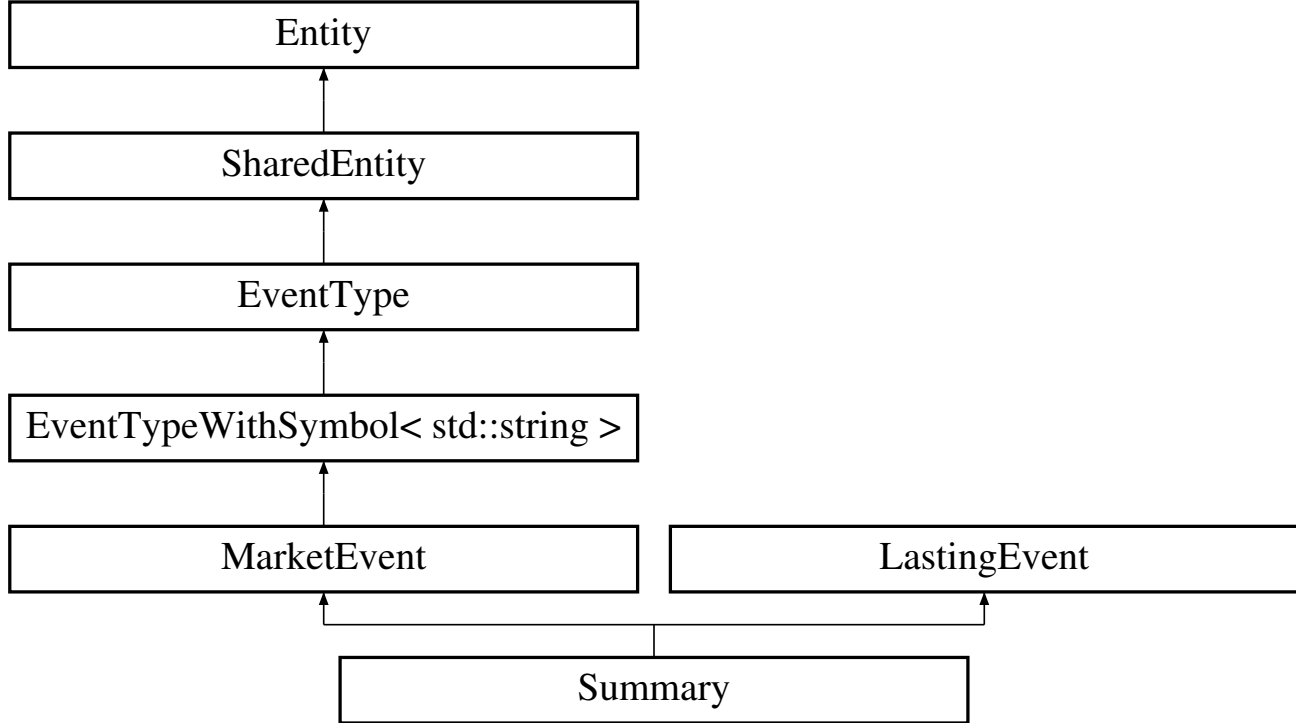 Entity
SharedEntity
EventType
EventTypeWithSymbol< std::string >
MarketEvent
LastingEvent
Summary